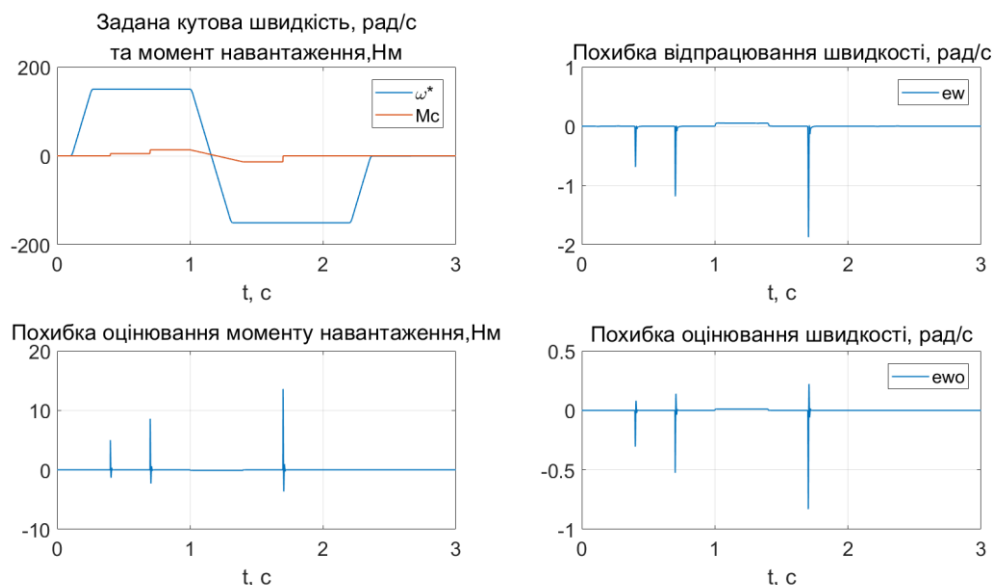 Задана кутова швидкість, рад/с
та момент навантаження,Нм
200
0
-200
ω*
Mc
0
1
2
3
t, с
Похибка відпрацювання швидкості, рад/с
1
0
-1
-2
ew
0
1
2
3
t, с
Похибка оцінювання моменту навантаження,Нм
20
10
0
-10
0
1
2
3
t, с
Похибка оцінювання швидкості, рад/с
0.5
0
-0.5
-1
ewo
0
1
2
3
t, с